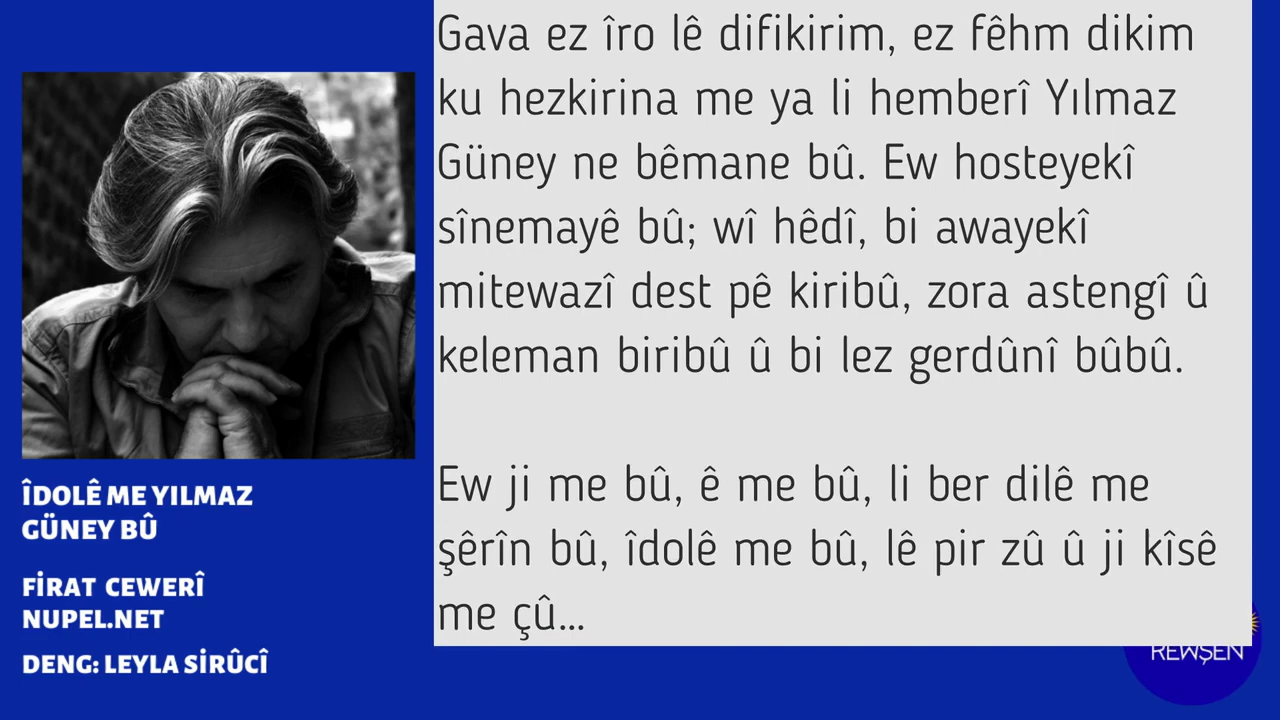 Gava ez îro lê difikirim, ez fêhm dikim
ku hezkirina me ya li hemberî Yılmaz
Güney ne bêmane bû. Ew hosteyekî
sînemayê bû; wî hêdî, bi awayekî
mitewazî dest pê kiribû, zora astengî û
keleman biribû û bi lez gerdûnî bûbû.
Ew ji me bû, ê me bû, li ber dilê me
şêrîn bû, îdolê me bû, lê pir zû û ji kîsê
me çû...
ÎDOLÊ ME YILMAZ
GÜNEY BÛ
FİRAT CEWERÎ
NUPEL.NET
DENG: LEYLA SİRÛCÎ
REWŞEN